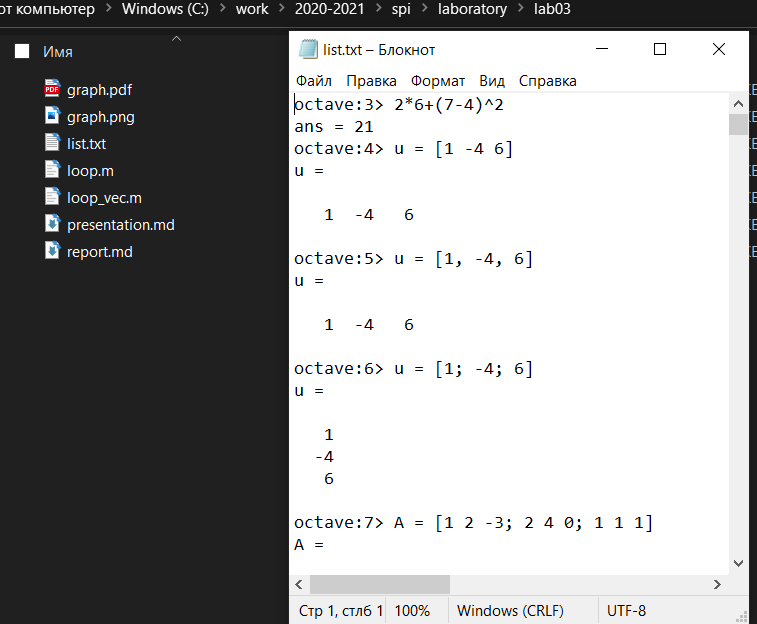 от компьютер > Windows (C:) > work > 2020-2021 > spi > laboratory > lab03
Имя
graph.pdf
graph.png
list.txt
loop.m
loop_vec.m
presentation.md
report.md
list.txt – Блокнот
Файл Правка Формат Вид Справка
octave:3> 2*6+(7-4)^2
ans = 21
octave:4> u = [1 -4 6]
u =
1 -4 6
octave:5> u = [1, -4, 6]
u =
1 -4 6
octave:6> u = [1; -4; 6]
u =
1
-4
6
octave:7> A = [1 2 -3; 2 4 0; 1 1 1]
A =
Стр 1, стлб 1 100% Windows (CRLF) UTF-8